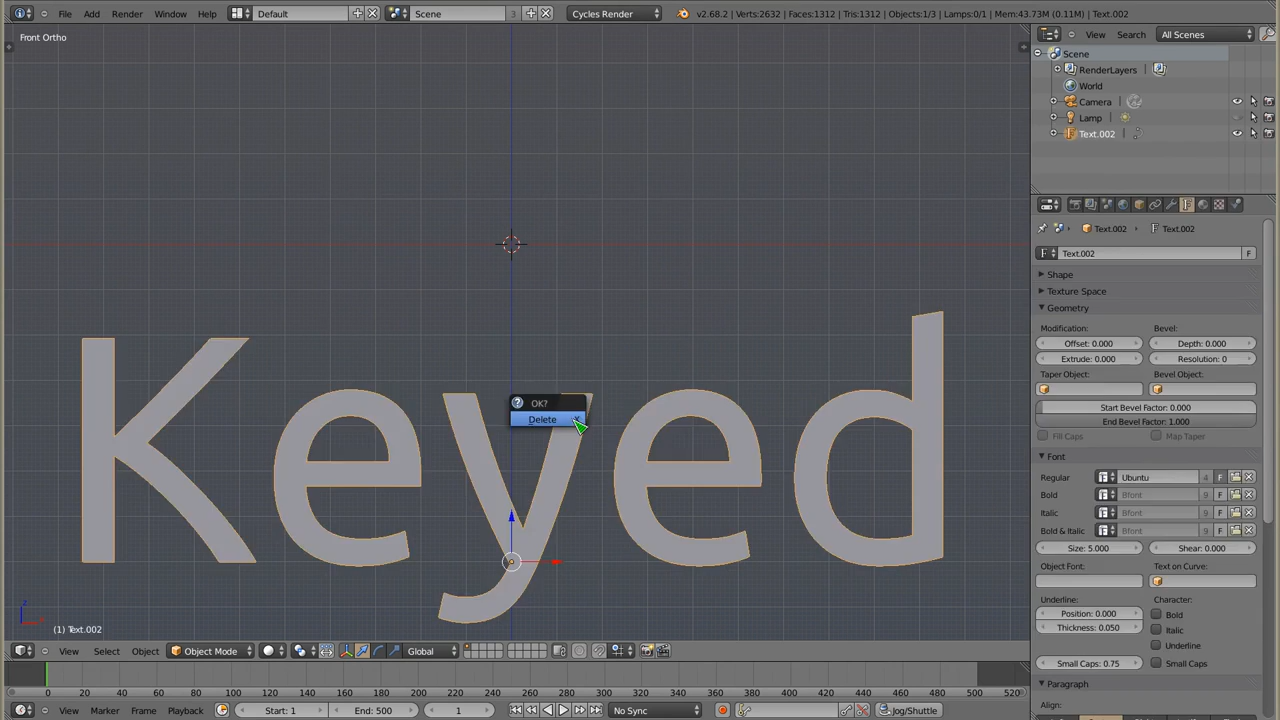 File Add Render Window Help Default Scene 3 Cycles Render v2.68.2 | Verts:2632 | Faces:1312 | Tris:1312 | Objects:1/3 | Lamps:0/1 | Mem:43.73M (0.11M) | Text.002
Front Ortho
View Search All Scenes
Scene
RenderLayers
World
Camera
Lamp
Text.002
Text.002 F Text.002
F Text.002 F
Shape
Texture Space
Geometry
Modification: Bevel:
Offset: 0.000 Depth: 0.000
Extrude: 0.000 Resolution: 0
Taper Object: Bevel Object:
Start Bevel Factor: 0.000
End Bevel Factor: 1.000
Fill Caps Map Taper
Font
Regular Ubuntu 4 F
Bold Bfont 9 F
Italic Bfont 9 F
Bold & Italic Bfont 9 F
Size: 5.000 Shear: 0.000
Object Font: Text on Curve:
Underline: Character:
Position: 0.000 Bold
Thickness: 0.050 Italic
Underline
Small Caps: 0.75 Small Caps
Paragraph
Align:
Keyed
OK?
Delete X
z
(1) Text.002
View Select Object Object Mode Global
0 20 40 60 80 100 120 140 160 180 200 220 240 260 280 300 320 340 360 380 400 420 440 460 480 500 520
View Marker Frame Playback Start: 1 End: 500 1 No Sync Jog/Shuttle